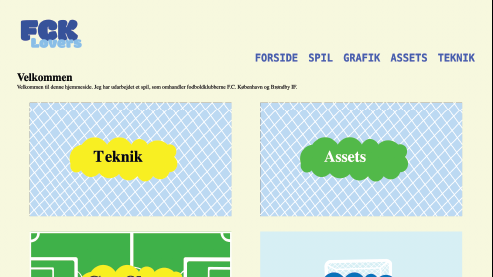 FCK
Lovers
FORSIDE SPIL GRAFIK ASSETS TEKNIK
Velkommen
Velkommen til denne hjemmeside. Jeg har udarbejdet et spil, som omhandler fodboldklubberne F.C. København og Brøndby IF.
Teknik
Assets